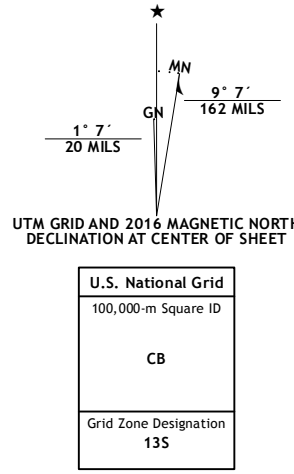 ★
MN
GN
9° 7´
162 MILS
1° 7´
20 MILS
UTM GRID AND 2016 MAGNETIC NORTH
DECLINATION AT CENTER OF SHEET
U.S. National Grid
100,000-m Square ID
CB
Grid Zone Designation
13S